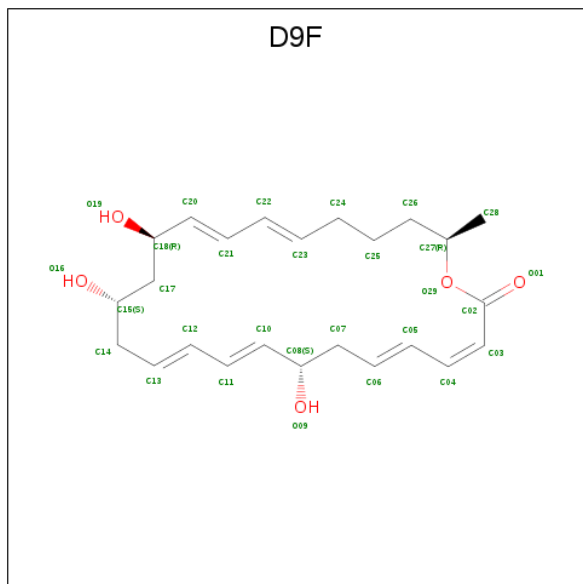 D9F
O19
C20
C22
C24
C26
C28
HO
C18(R)
C21
C23
C25
C27(R)
O16
C17
O
O29
O
O01
HO
C15(S)
C12
C10
C07
C05
C02
C03
C14
C08(S)
C13
C11
C06
C04
OH
O09